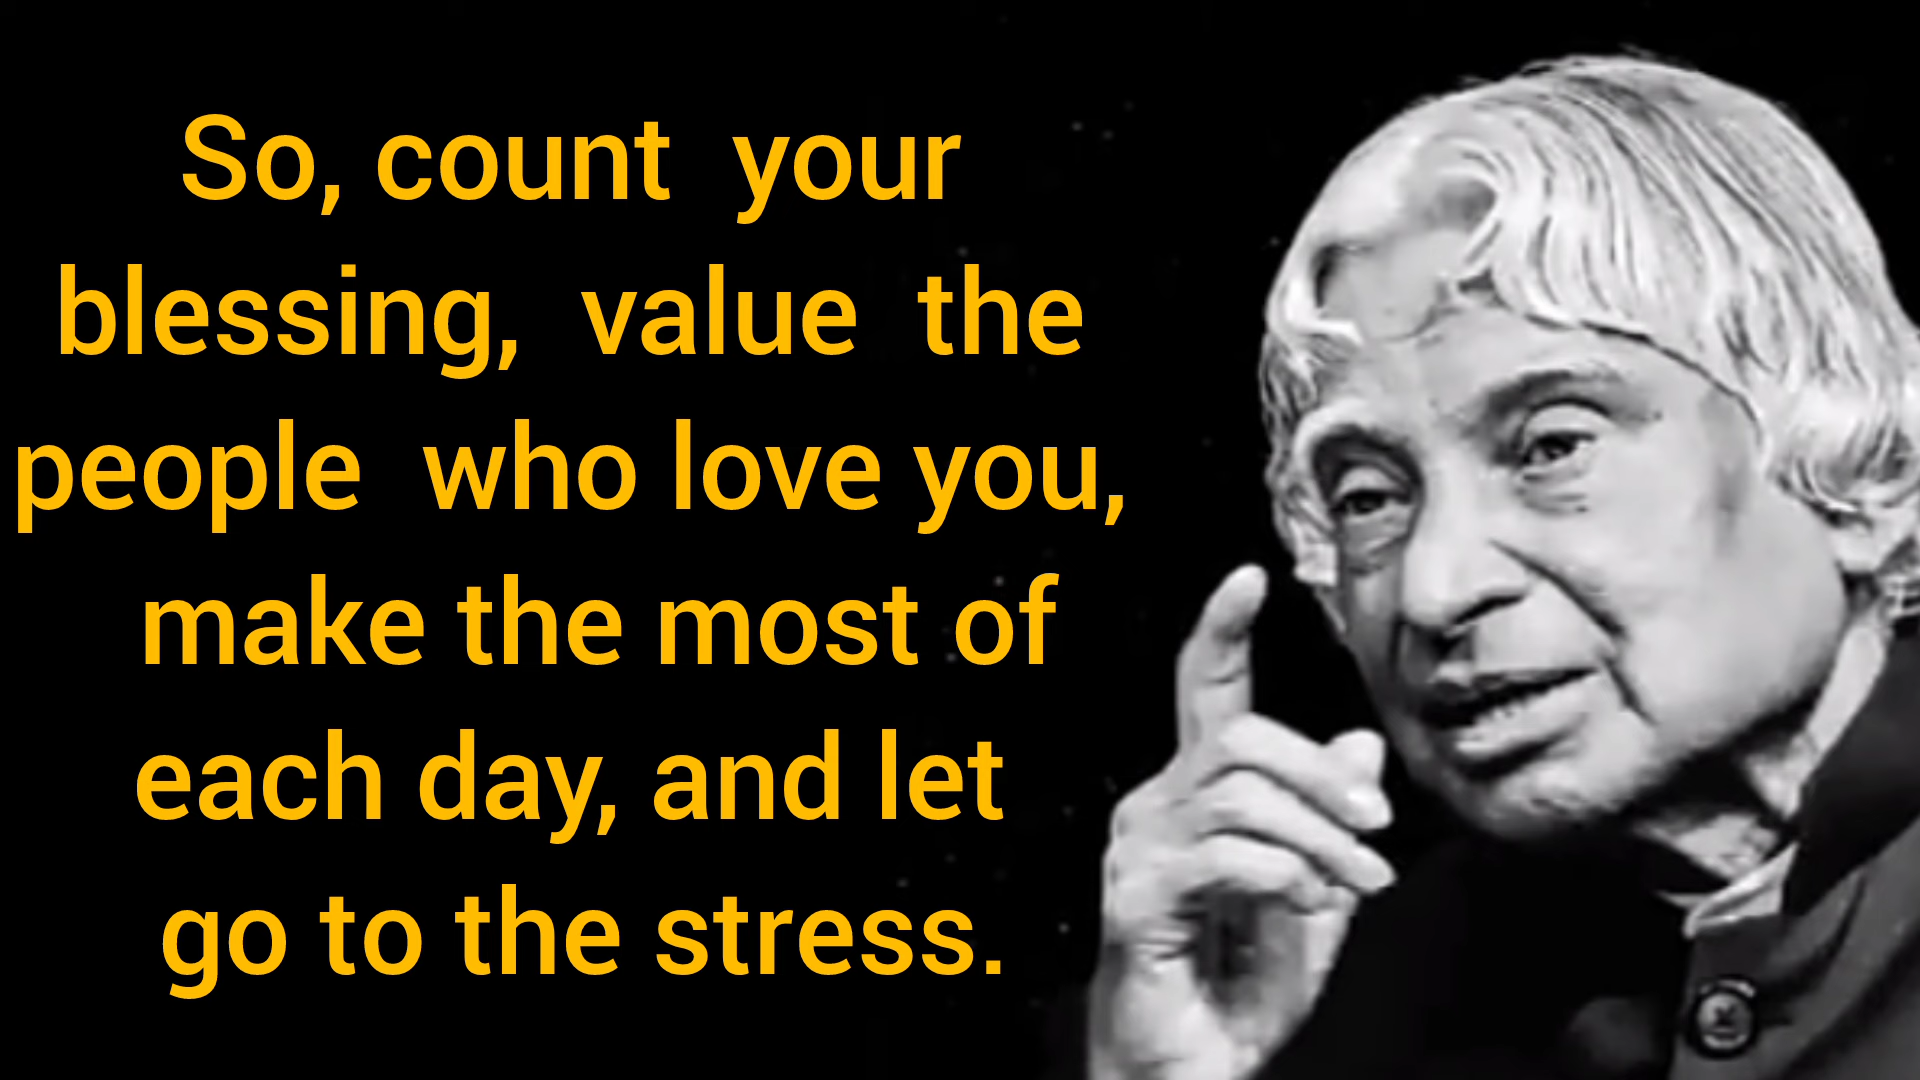 So, count your
blessing, value the
people who love you,
make the most of
each day, and let
go to the stress.